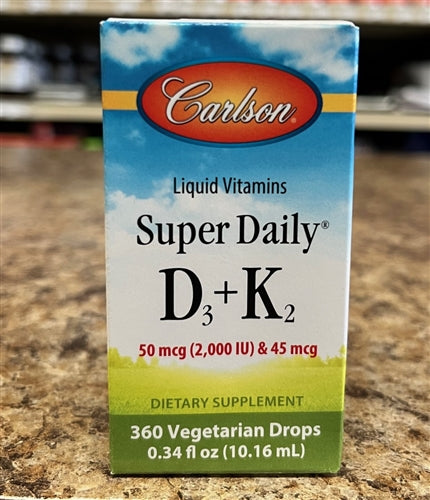 Carlson®
Liquid Vitamins
Super Daily®
D₃+K₂
50 mcg (2,000 IU) & 45 mcg
DIETARY SUPPLEMENT
360 Vegetarian Drops
0.34 fl oz (10.16 mL)